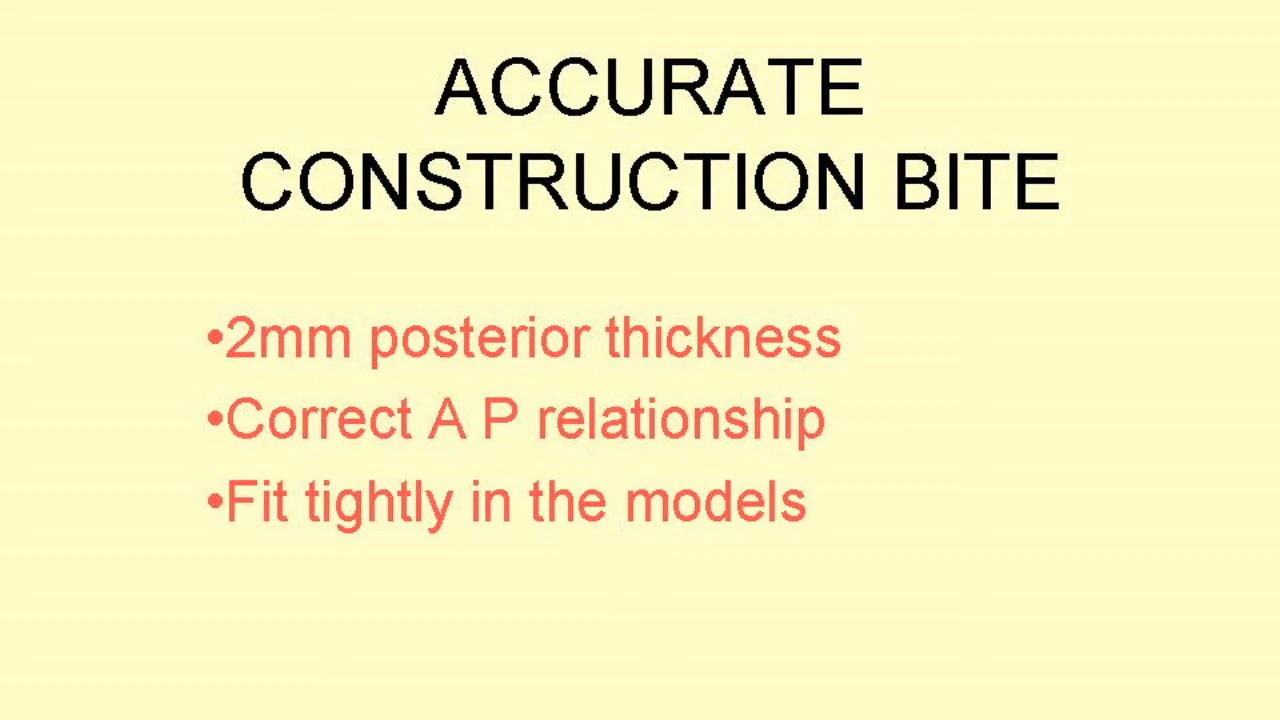 ACCURATE
CONSTRUCTION BITE
•2mm posterior thickness
•Correct A P relationship
•Fit tightly in the models